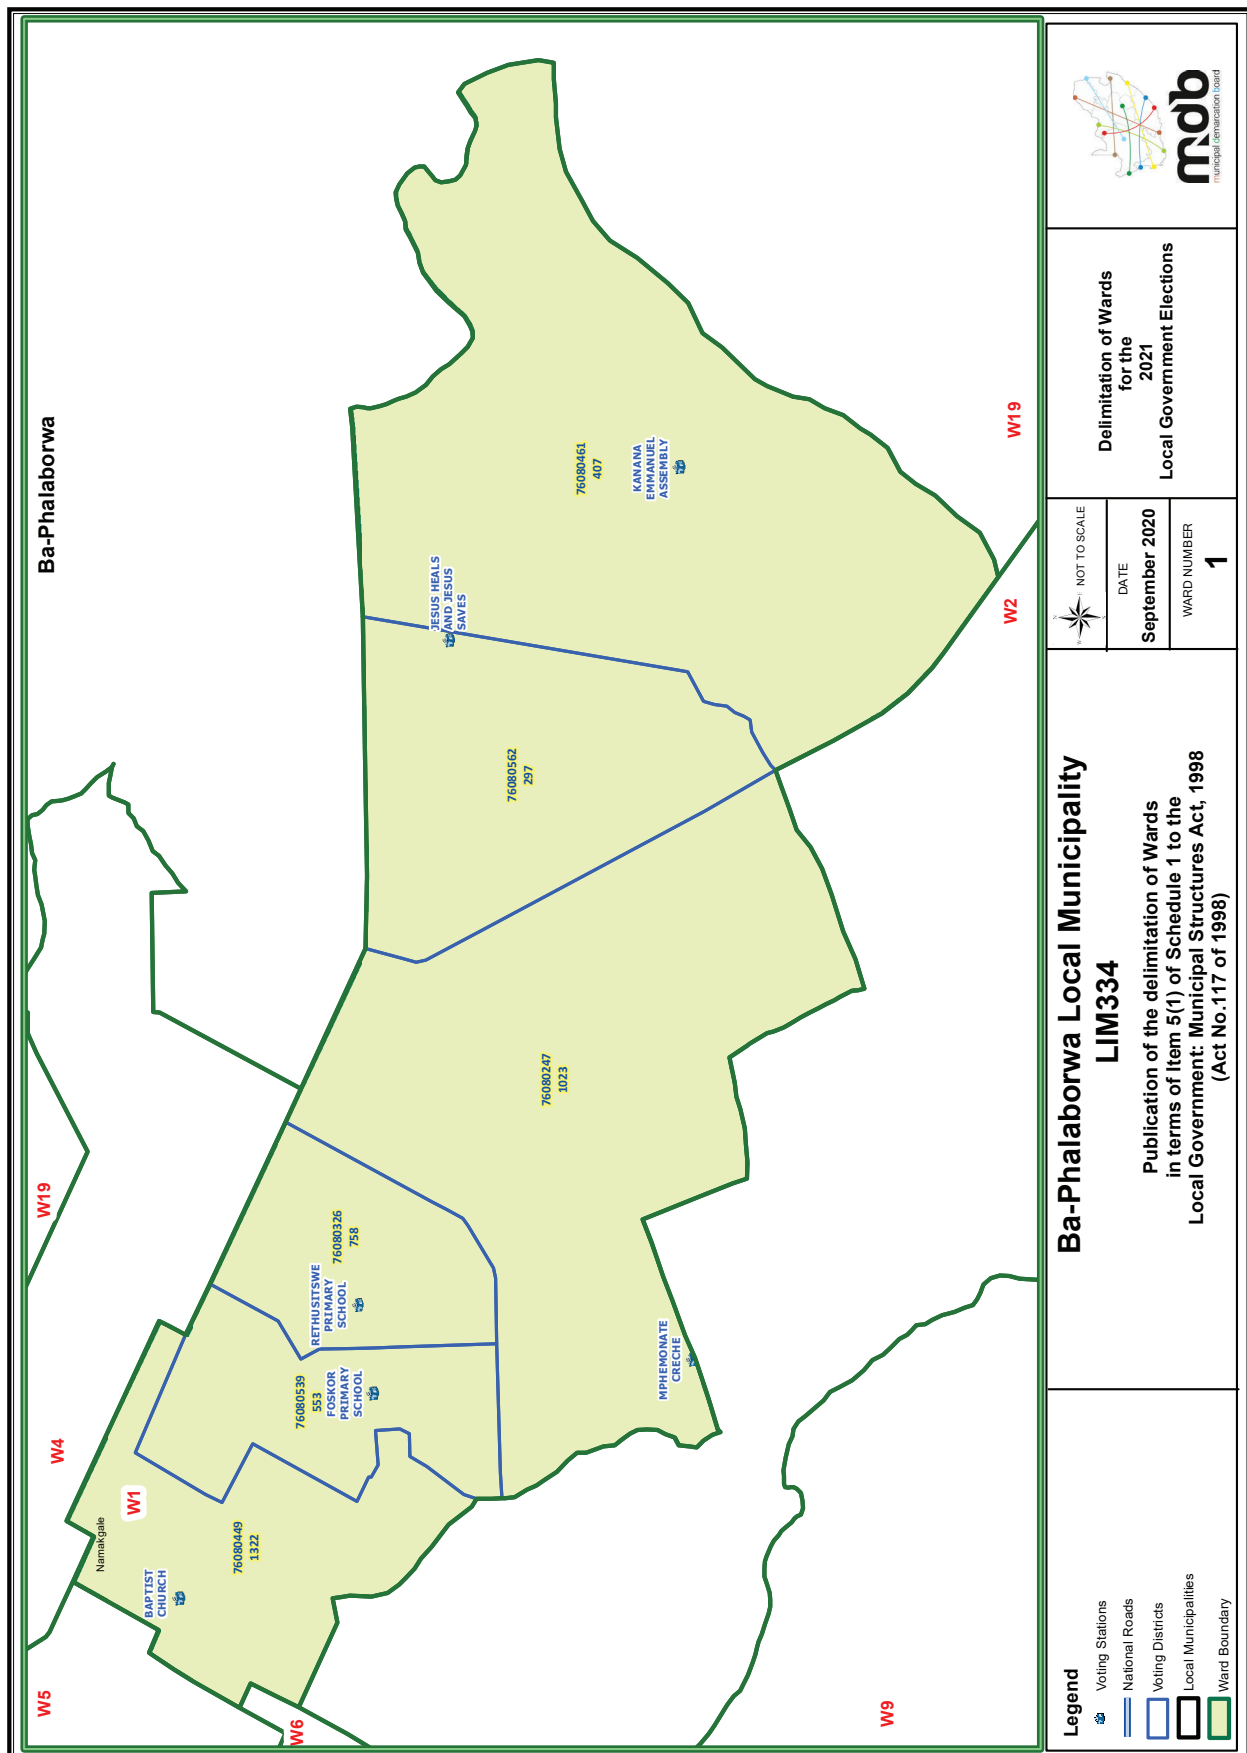 Ba-Phalaborwa
W5
W4
W19
W1
Namakgale
BAPTIST
CHURCH
76080449
1322
76080539
553
FOSKOR
PRIMARY
SCHOOL
RETHUSITSWE
PRIMARY
SCHOOL
76080326
758
76080247
1023
MPHEMONATE
CRECHE
76080562
297
JESUS HEALS
AND JESUS
SAVES
76080461
407
KANANA
EMMANUEL
ASSEMBLY
W6
W9
W2
W19
Legend
Voting Stations
National Roads
Voting Districts
Local Municipalities
Ward Boundary
Ba-Phalaborwa Local Municipality
LIM334
Publication of the delimitation of Wards
in terms of Item 5(1) of Schedule 1 to the
Local Government: Municipal Structures Act, 1998
(Act No.117 of 1998)
NOT TO SCALE
DATE
September 2020
WARD NUMBER
1
Delimitation of Wards
for the
2021
Local Government Elections
mdb
municipal demarcation board